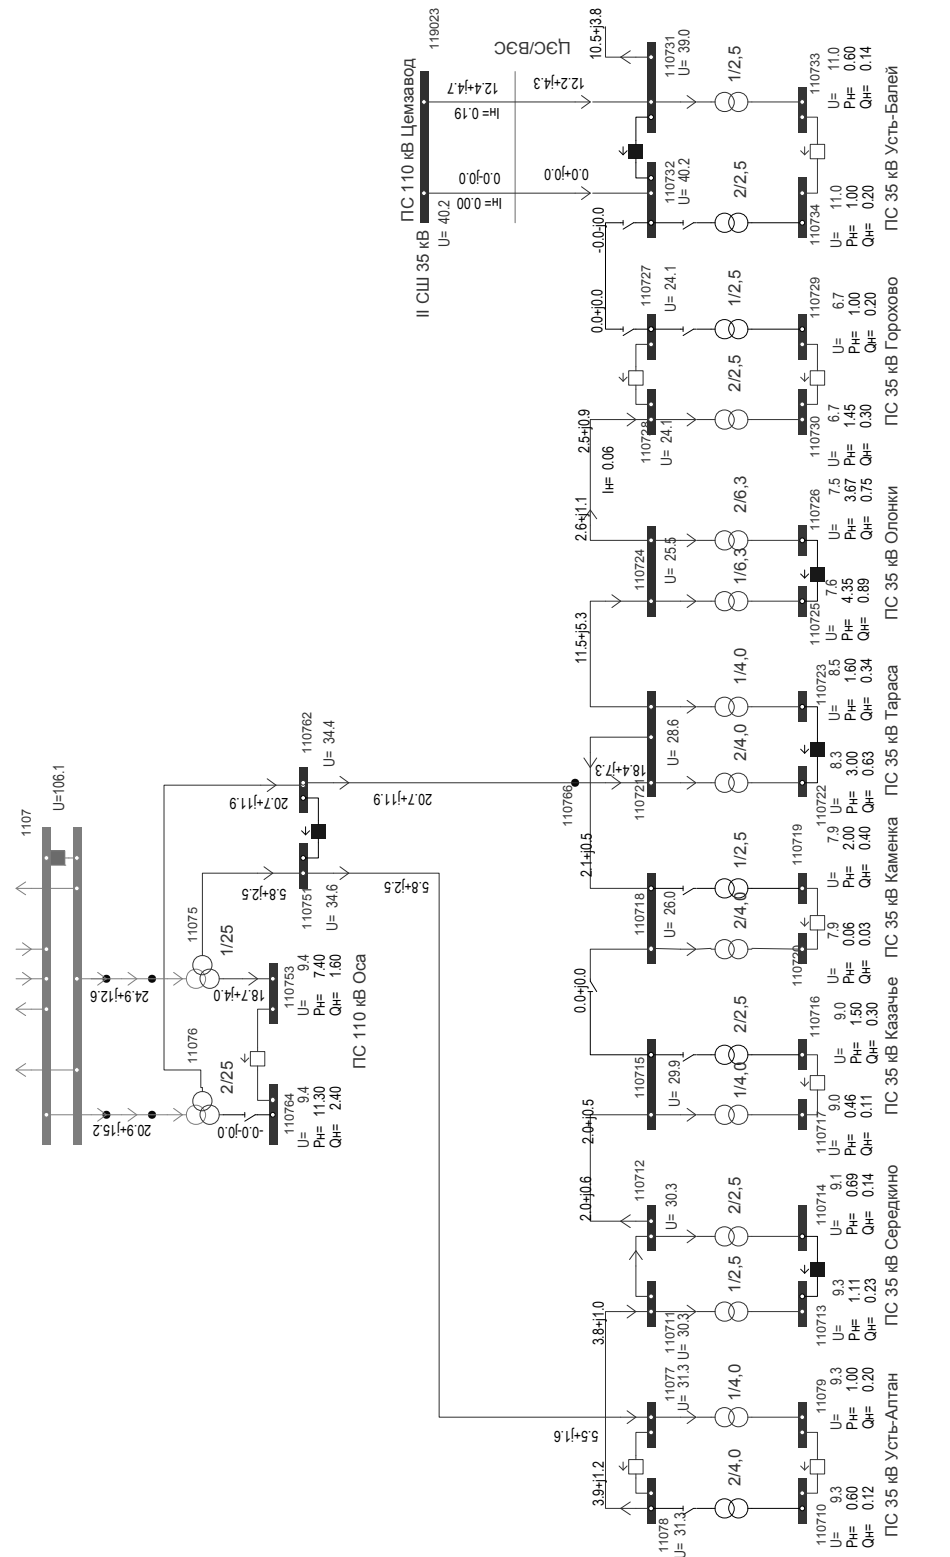 1107
U=106.1
24.9+j12.6
20.9+j15.2
11075
1/25
11076
2/25
18.7+j4.0
-0.0-j0.0
110753
U= 9.4
Pн= 7.40
Qн= 1.60
110764
U= 9.4
Pн= 11.30
Qн= 2.40
ПС 110 кВ Оса
20.7+j11.9
5.8+j2.5
110762
U= 34.4
110751
U= 34.6
20.7+j11.9
5.8+j2.5
119023
ПС 110 кВ Цемзавод
II СШ 35 кВ
U= 40.2
12.4+j4.7
Iн= 0.19
0.0-j0.0
Iн= 0.00
ЦЭС/ВЭС
12.2+j4.3
0.0+j0.0
10.5+j3.8
110731
U= 39.0
110732
U= 40.2
1/2,5
2/2,5
110733
U= 11.0
Pн= 0.60
Qн= 0.14
110734
U= 11.0
Pн= 1.00
Qн= 0.20
ПС 35 кВ Усть-Балей
-0.0-j0.0
0.0+j0.0
110727
U= 24.1
110728
U= 24.1
1/2,5
2/2,5
110729
U= 6.7
Pн= 1.00
Qн= 0.20
110730
U= 6.7
Pн= 1.45
Qн= 0.30
ПС 35 кВ Горохово
2.5+j0.9
Iн= 0.06
2.6+j1.1
110724
U= 25.5
2/6,3
1/6,3
110726
U= 7.5
Pн= 3.67
Qн= 0.75
110725
U= 7.6
Pн= 4.35
Qн= 0.89
ПС 35 кВ Олонки
11.5+j5.3
18.4+j7.3
110766
110721
U= 28.6
1/4,0
2/4,0
110723
U= 8.5
Pн= 1.60
Qн= 0.34
110722
U= 8.3
Pн= 3.00
Qн= 0.63
ПС 35 кВ Тараса
2.1+j0.5
110718
U= 26.0
1/2,5
2/4,0
110719
U= 7.9
Pн= 2.00
Qн= 0.40
110720
U= 7.9
Pн= 0.06
Qн= 0.03
ПС 35 кВ Каменка
0.0+j0.0
110715
U= 29.9
2/2,5
1/4,0
110716
U= 9.0
Pн= 1.50
Qн= 0.30
110717
U= 9.0
Pн= 0.46
Qн= 0.11
ПС 35 кВ Казачье
2.0+j0.5
2.0+j0.6
110712
U= 30.3
110711
U= 30.3
2/2,5
1/2,5
110714
U= 9.1
Pн= 0.69
Qн= 0.14
110713
U= 9.3
Pн= 1.11
Qн= 0.23
ПС 35 кВ Середкино
3.8+j1.0
5.5+j1.6
3.9+j1.2
11077
U= 31.3
11078
U= 31.3
1/4,0
2/4,0
11079
U= 9.3
Pн= 1.00
Qн= 0.20
110710
U= 9.3
Pн= 0.60
Qн= 0.12
ПС 35 кВ Усть-Алтан